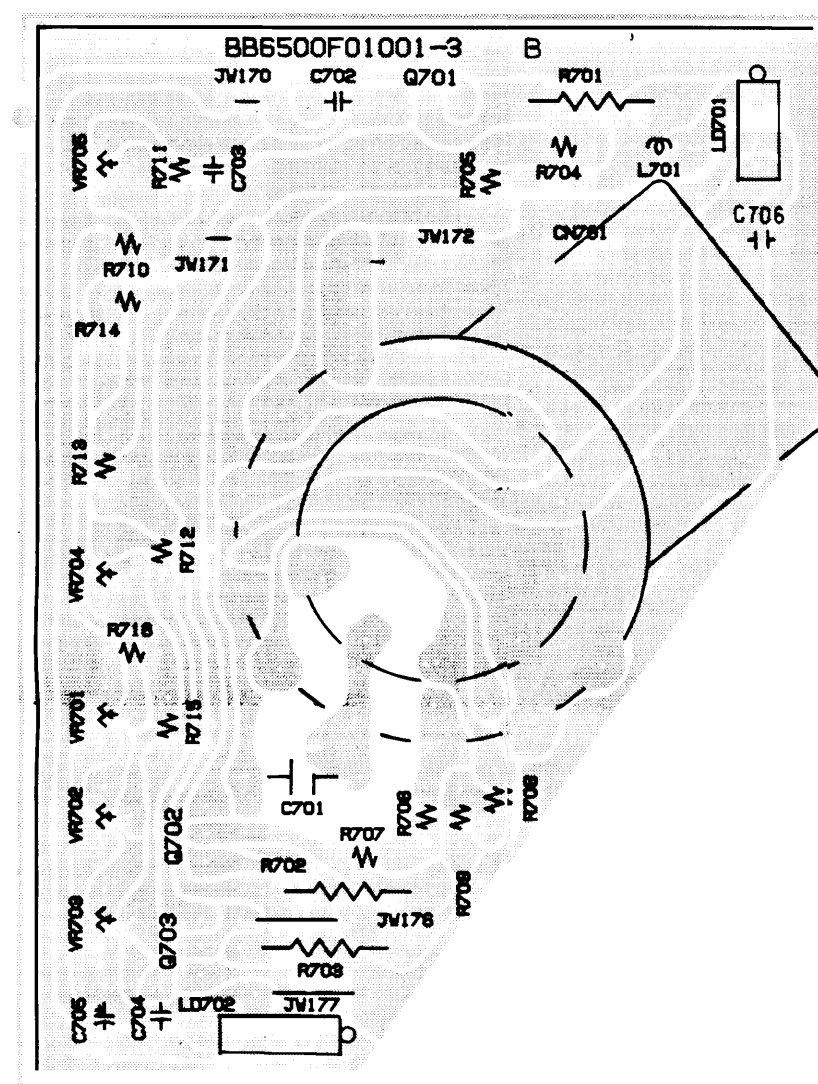 BB6500F01001-3 B
JW170 C702 Q701 R701
LD701
VR705 R711 C703 R705 R704 L701
C706
R710 JW171 JW172 CN701
R714
R713
R712
VR704
R716
VR701 R715
C701
VR702 Q702 R707 R708
R702 R709
VR703 Q703 JW176
R703
C705 C704 LD702 JW177